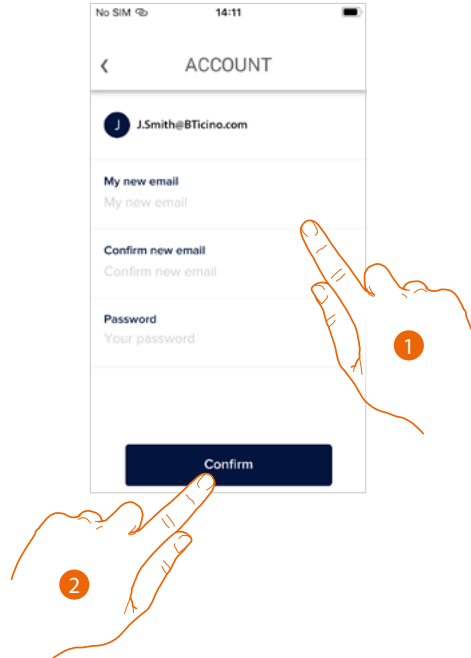 No SIM 14:11
ACCOUNT
J J.Smith@BTicino.com
My new email
My new email
Confirm new email
Confirm new email
Password
Your password
1
Confirm
2